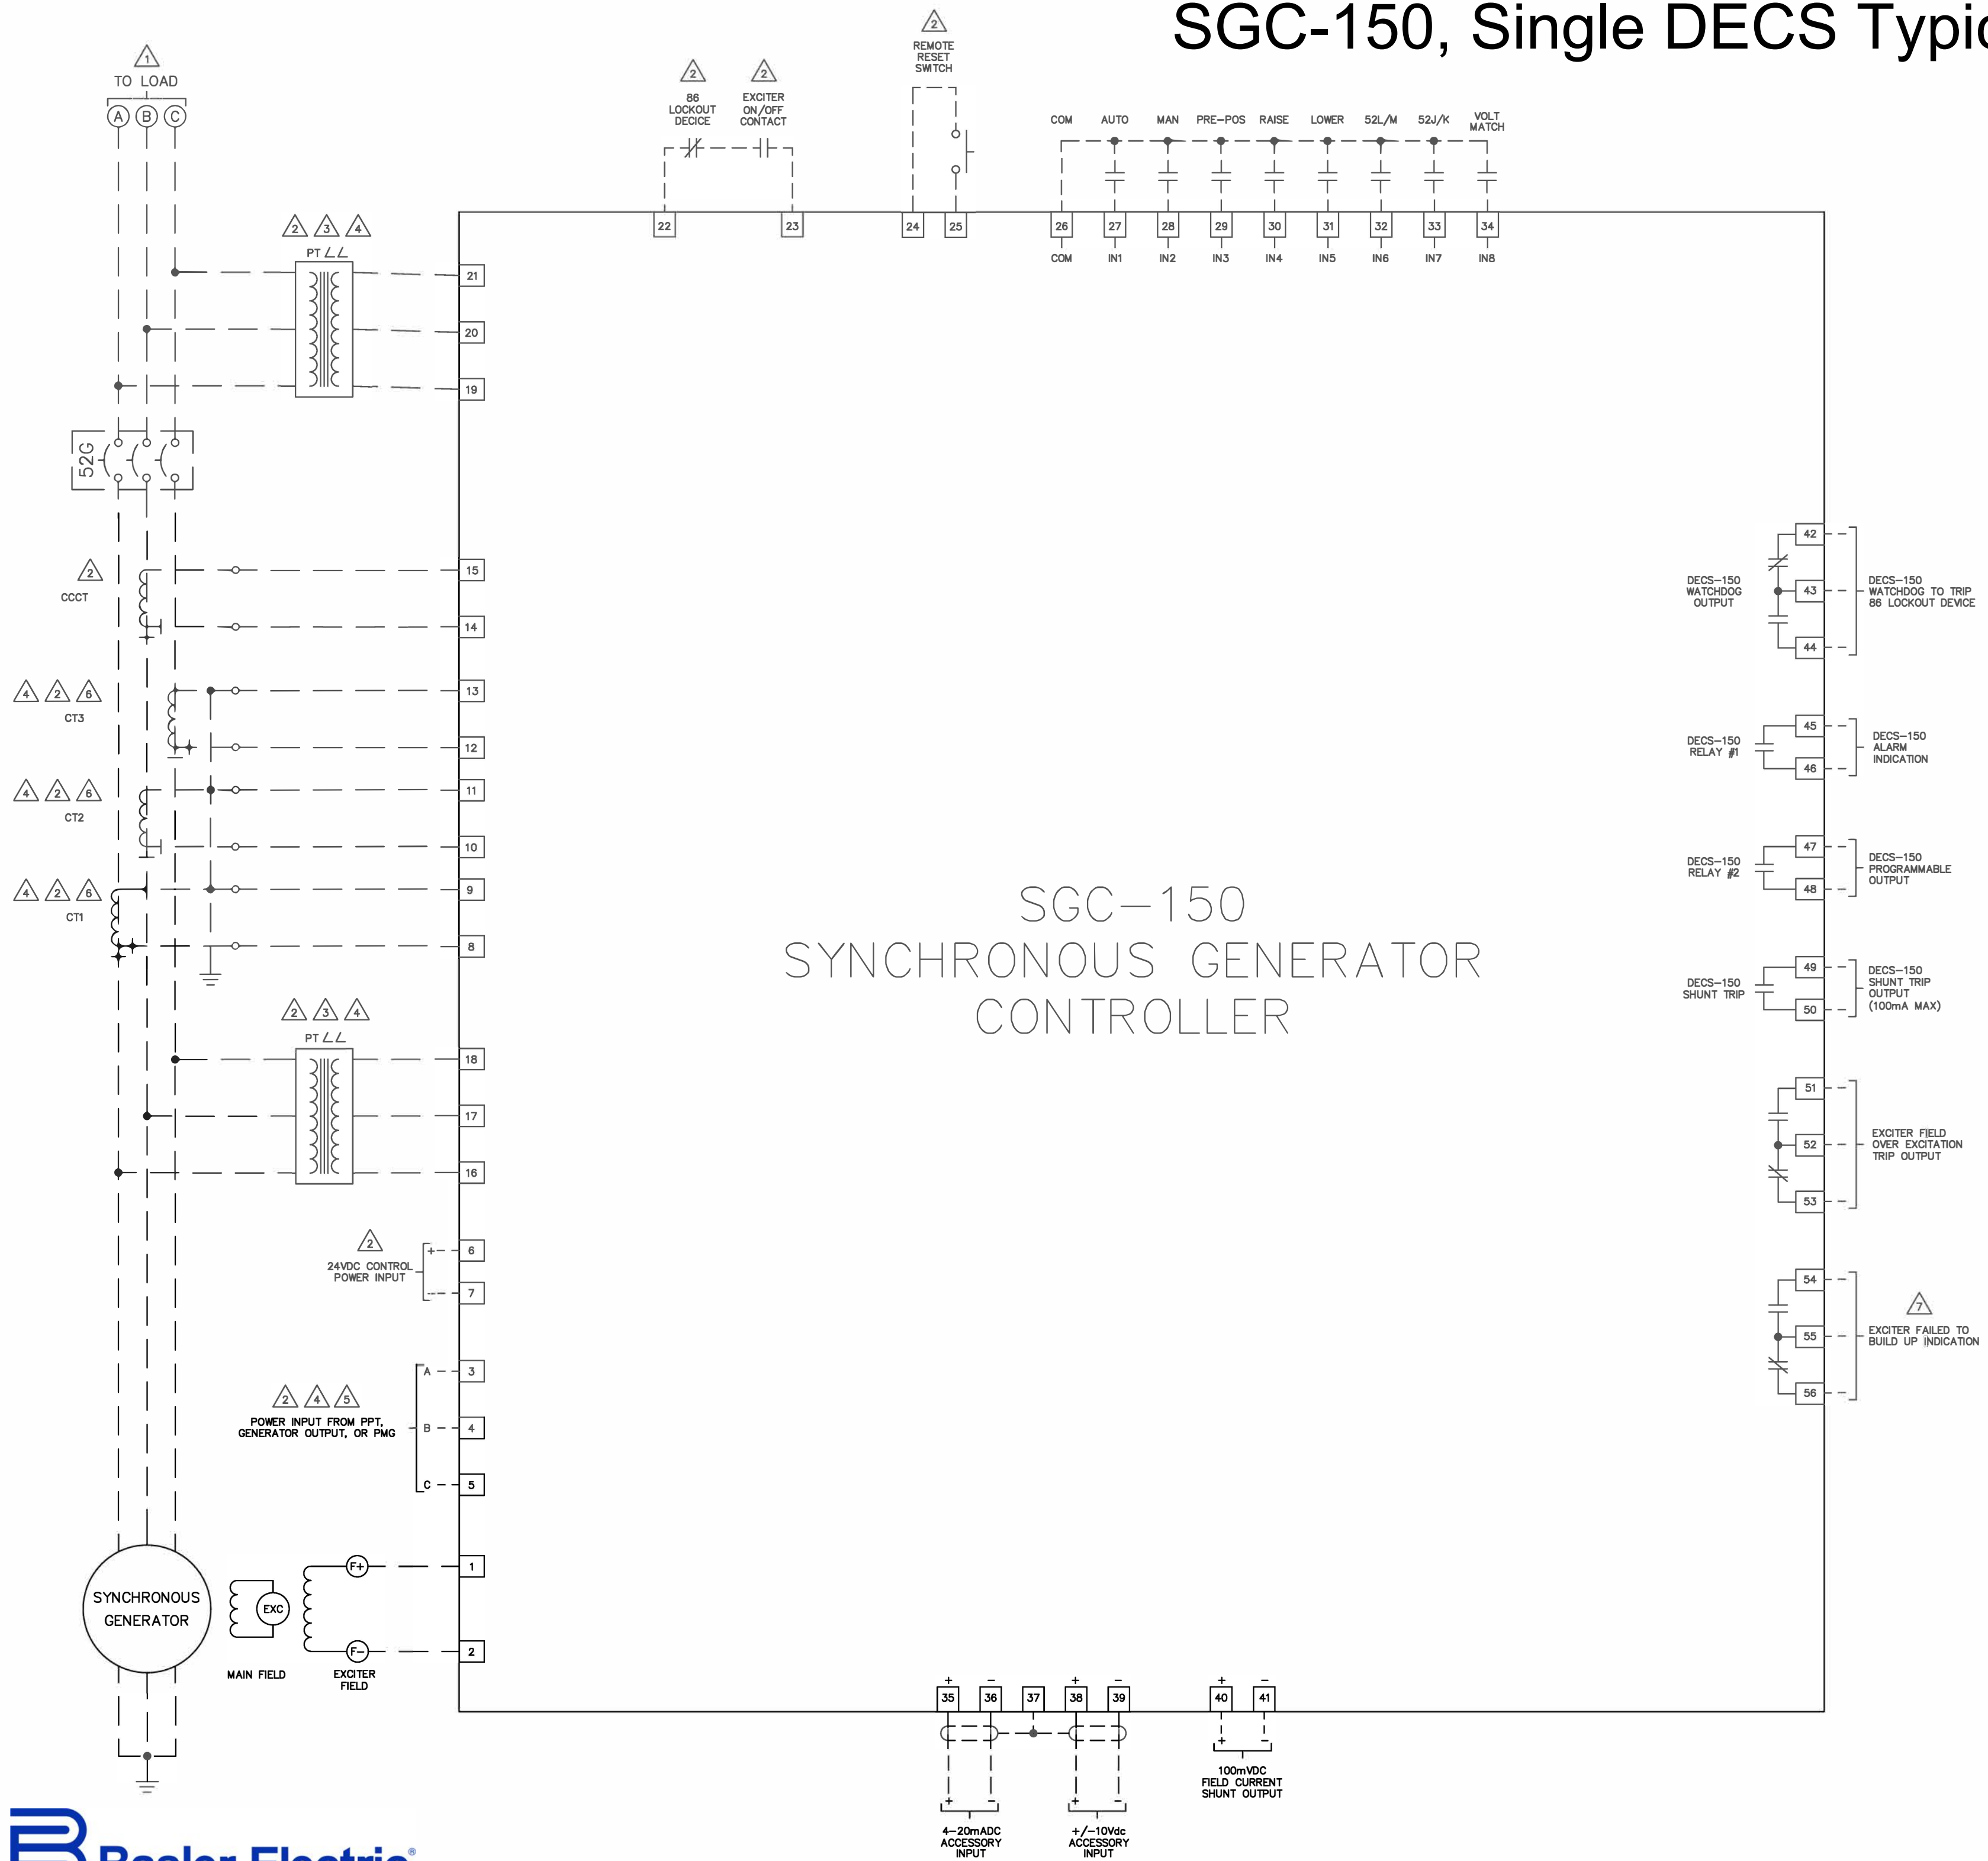 SGC-150, Single DECS Typic
1
TO LOAD
A B C
2
86
LOCKOUT
DECICE
2
EXCITER
ON/OFF
CONTACT
2
REMOTE
RESET
SWITCH
COM AUTO MAN PRE-POS RAISE LOWER 52L/M 52J/K VOLT
MATCH
22 23 24 25 26 27 28 29 30 31 32 33 34
COM IN1 IN2 IN3 IN4 IN5 IN6 IN7 IN8
2 3 4
PT
21
20
19
52G
2
CCCT
15
14
4 2 6
CT3
13
12
4 2 6
CT2
11
10
4 2 6
CT1
9
8
2 3 4
PT
18
17
16
2
24VDC CONTROL
POWER INPUT
+ 6
- 7
2 4 5
POWER INPUT FROM PPT,
GENERATOR OUTPUT, OR PMG
A 3
B 4
C 5
SYNCHRONOUS
GENERATOR
EXC
MAIN FIELD
F+ 1
F- 2
EXCITER
FIELD
SGC-150
SYNCHRONOUS GENERATOR
CONTROLLER
DECS-150
WATCHDOG
OUTPUT
42
43
44
DECS-150
WATCHDOG TO TRIP
86 LOCKOUT DEVICE
DECS-150
RELAY #1
45
46
DECS-150
ALARM
INDICATION
DECS-150
RELAY #2
47
48
DECS-150
PROGRAMMABLE
OUTPUT
DECS-150
SHUNT TRIP
49
50
DECS-150
SHUNT TRIP
OUTPUT
(100mA MAX)
51
52
53
EXCITER FIELD
OVER EXCITATION
TRIP OUTPUT
54
55
56
7
EXCITER FAILED TO
BUILD UP INDICATION
+ - + - + -
35 36 37 38 39 40 41
+ -
100mVDC
FIELD CURRENT
SHUNT OUTPUT
+ - + -
4-20mADC
ACCESSORY
INPUT
+/-10Vdc
ACCESSORY
INPUT
Basler Electric®